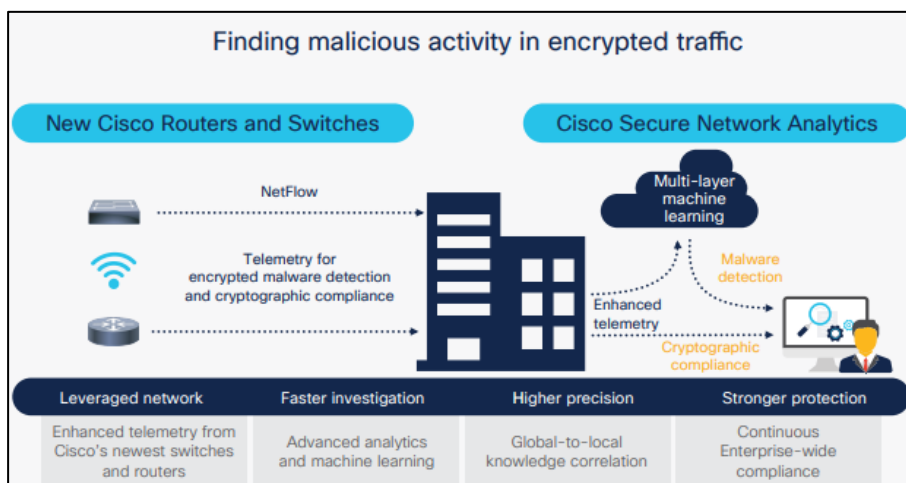 Finding malicious activity in encrypted traffic
New Cisco Routers and Switches
Cisco Secure Network Analytics
NetFlow
Telemetry for
encrypted malware detection
and cryptographic compliance
Multi-layer
machine
learning
Malware
detection
Enhanced
telemetry
Cryptographic
compliance
Leveraged network
Faster investigation
Higher precision
Stronger protection
Enhanced telemetry from
Cisco's newest switches
and routers
Advanced analytics
and machine learning
Global-to-local
knowledge correlation
Continuous
Enterprise-wide
compliance